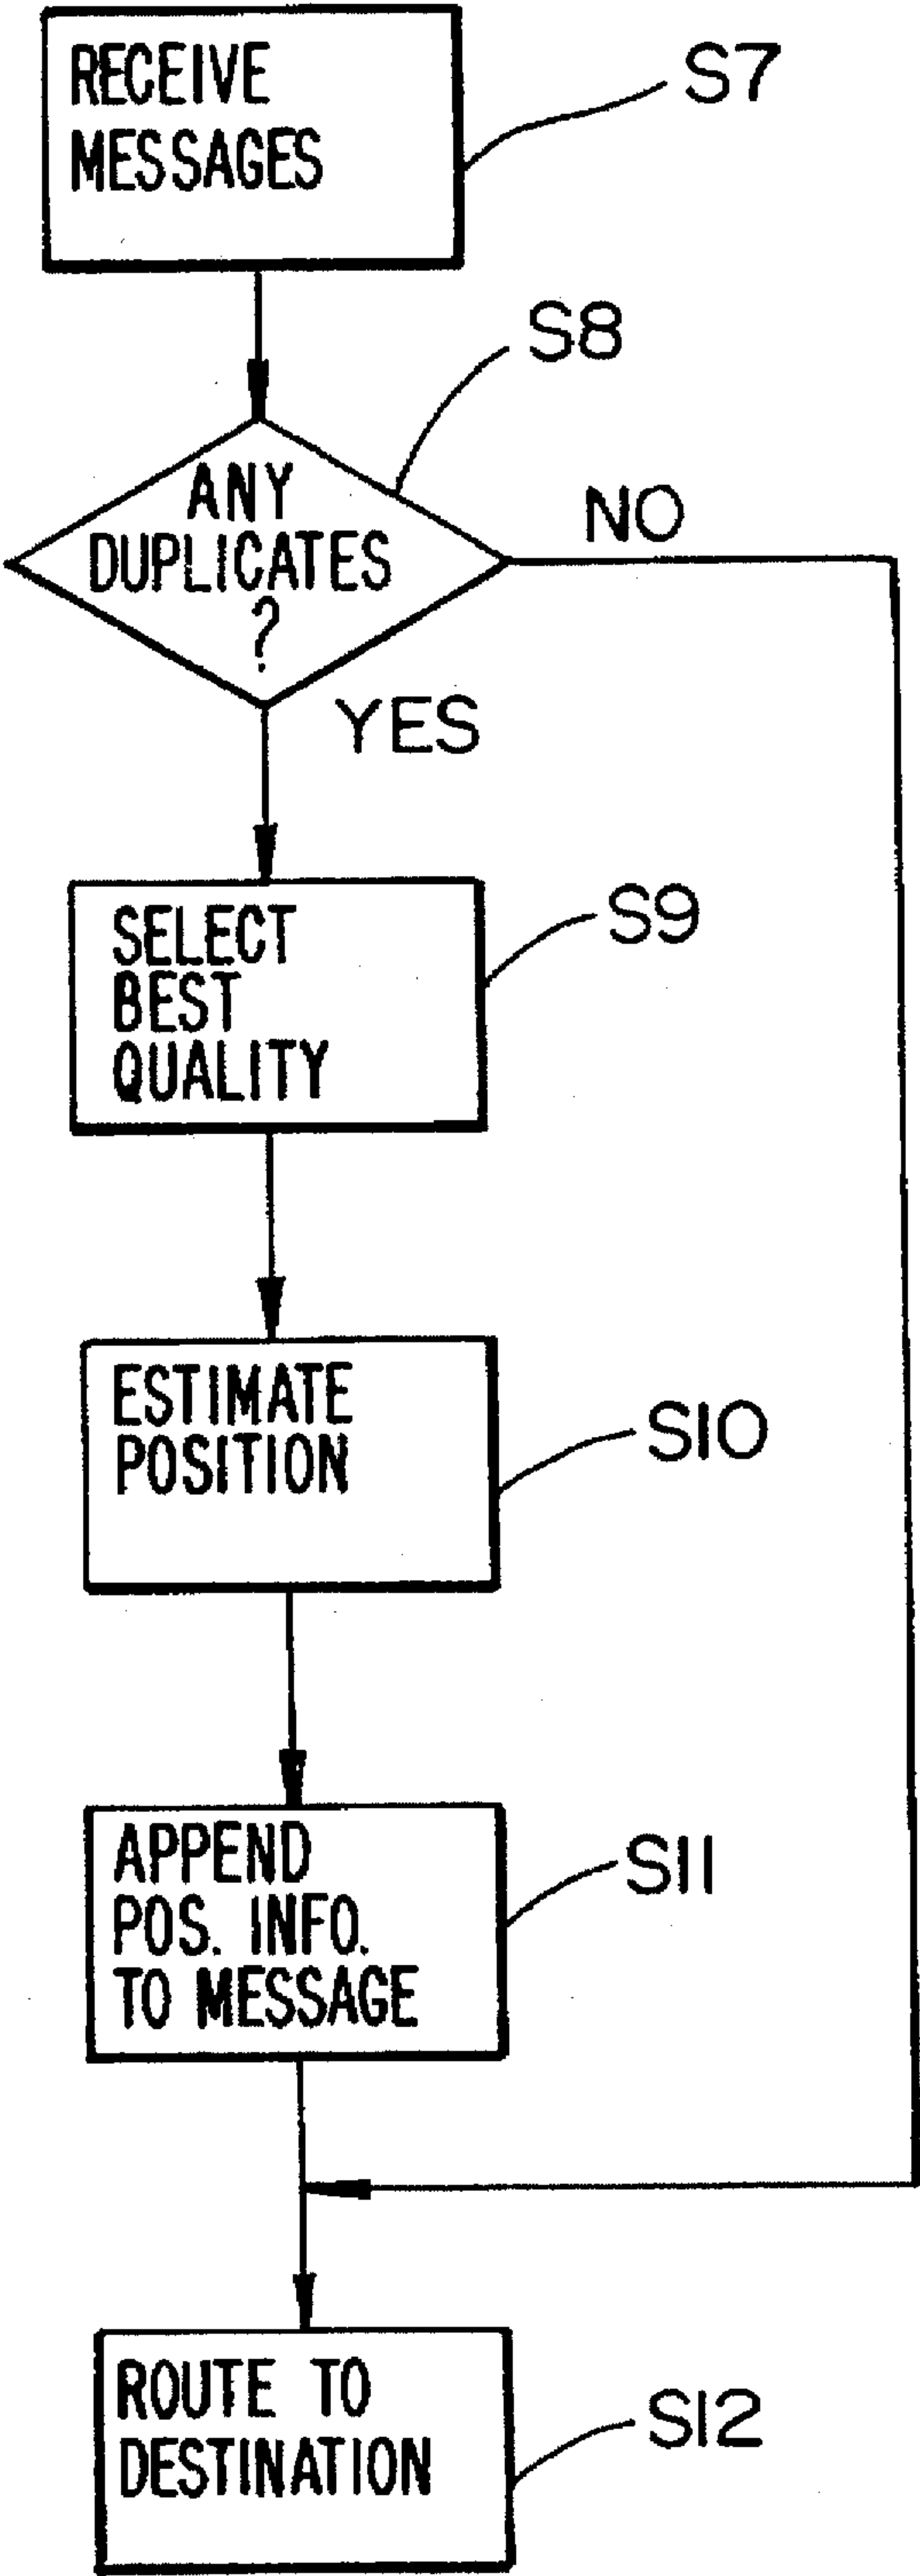 RECEIVE
MESSAGES
S7
S8
ANY
DUPLICATES
?
NO
YES
SELECT
BEST
QUALITY
S9
ESTIMATE
POSITION
S10
APPEND
POS. INFO.
TO MESSAGE
S11
ROUTE TO
DESTINATION
S12